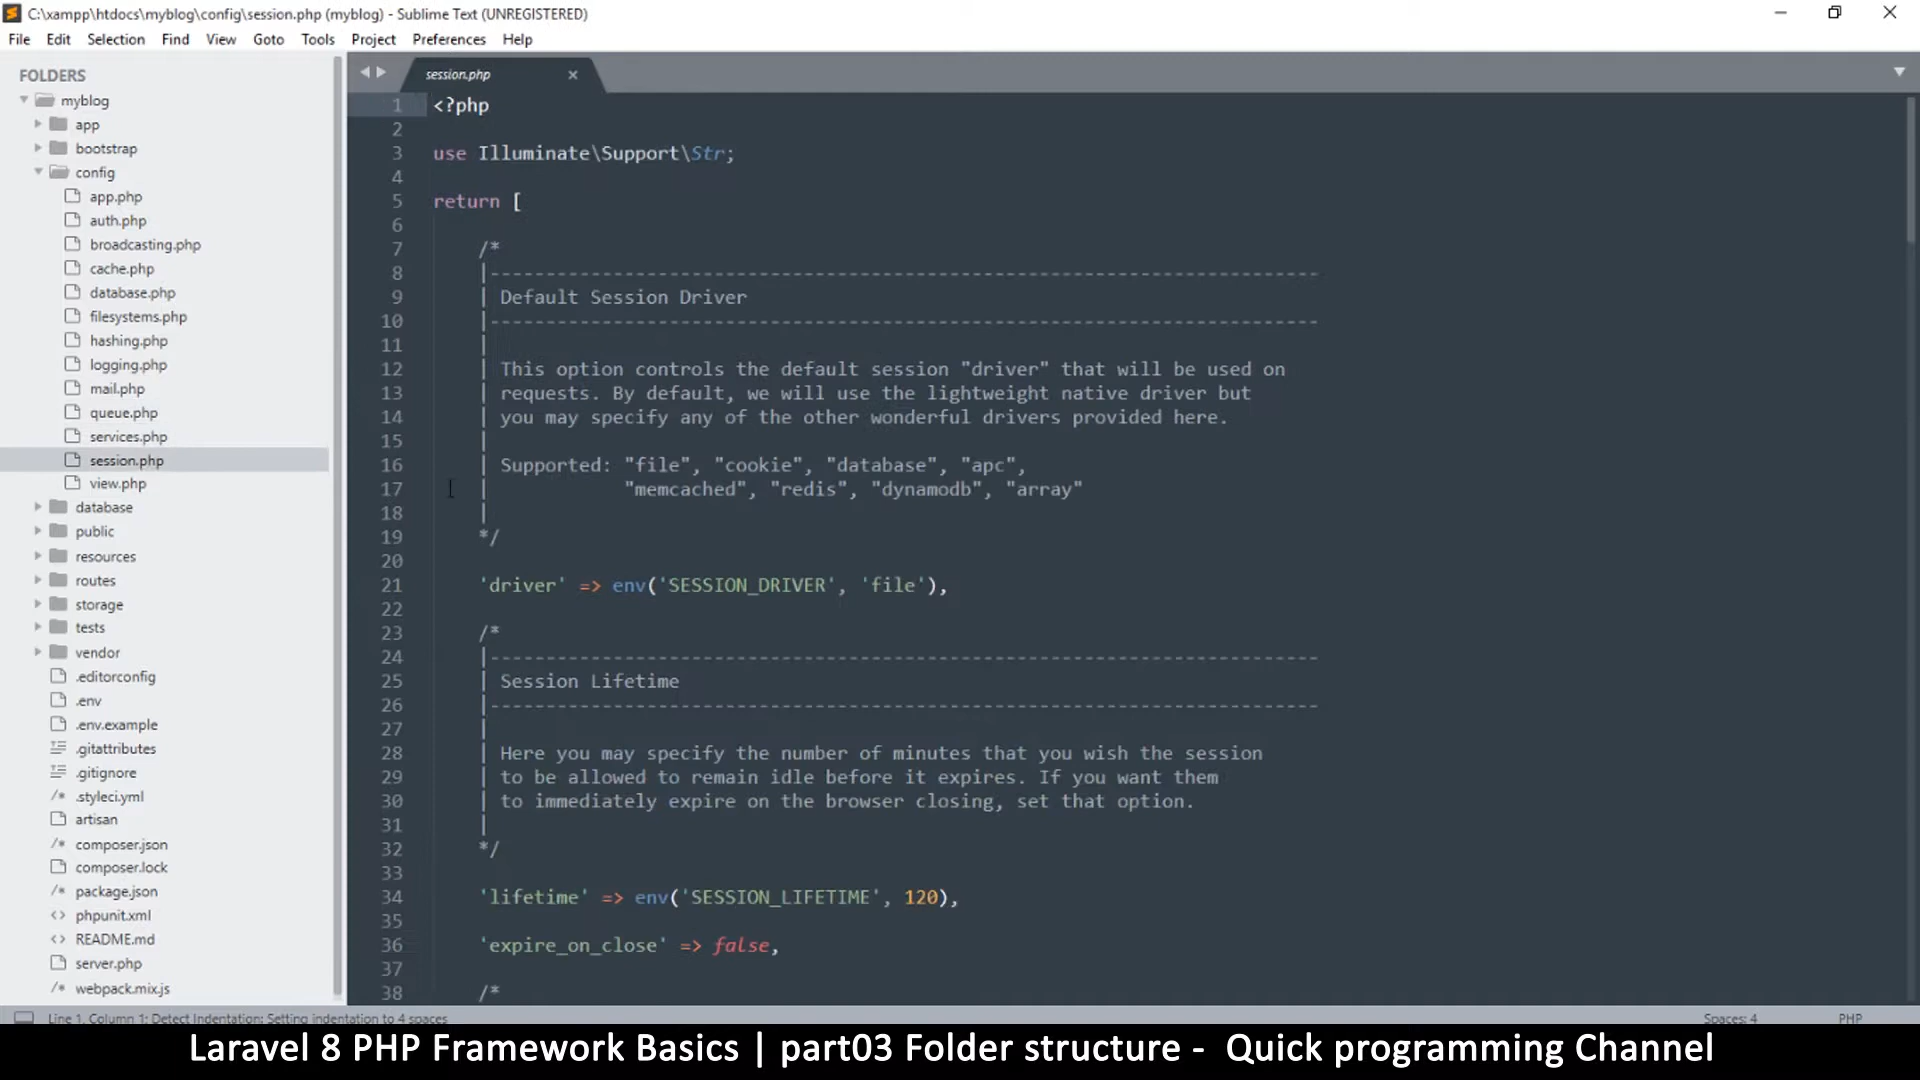 C:\xampp\htdocs\myblog\config\session.php (myblog) - Sublime Text (UNREGISTERED)
File Edit Selection Find View Goto Tools Project Preferences Help
FOLDERS
myblog
app
bootstrap
config
app.php
auth.php
broadcasting.php
cache.php
database.php
filesystems.php
hashing.php
logging.php
mail.php
queue.php
services.php
session.php
view.php
database
public
resources
routes
storage
tests
vendor
.editorconfig
.env
.env.example
.gitattributes
.gitignore
/* .styleci.yml
artisan
/* composer.json
composer.lock
/* package.json
<> phpunit.xml
<> README.md
server.php
/* webpack.mix.js
session.php ×
1 <?php
2
3 use Illuminate\Support\Str;
4
5 return [
6
7 /*
8 |--------------------------------------------------------------------------
9 | Default Session Driver
10 |--------------------------------------------------------------------------
11 |
12 | This option controls the default session "driver" that will be used on
13 | requests. By default, we will use the lightweight native driver but
14 | you may specify any of the other wonderful drivers provided here.
15 |
16 | Supported: "file", "cookie", "database", "apc",
17 | "memcached", "redis", "dynamodb", "array"
18 |
19 */
20
21 'driver' => env('SESSION_DRIVER', 'file'),
22
23 /*
24 |--------------------------------------------------------------------------
25 | Session Lifetime
26 |--------------------------------------------------------------------------
27 |
28 | Here you may specify the number of minutes that you wish the session
29 | to be allowed to remain idle before it expires. If you want them
30 | to immediately expire on the browser closing, set that option.
31 |
32 */
33
34 'lifetime' => env('SESSION_LIFETIME', 120),
35
36 'expire_on_close' => false,
37
38 /*
Line 1, Column 1; Detect Indentation: Setting indentation to 4 spaces Spaces: 4 PHP
Laravel 8 PHP Framework Basics | part03 Folder structure - Quick programming Channel